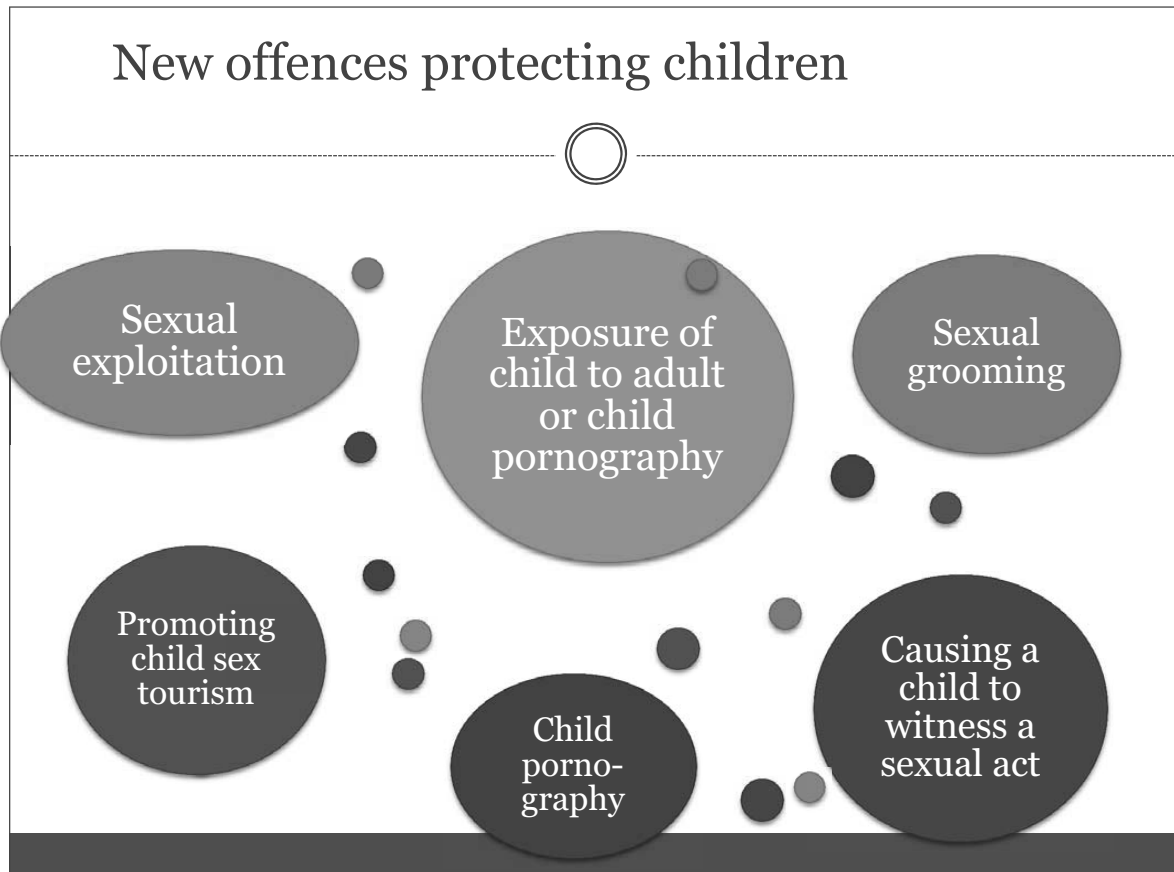 New offences protecting children
Sexual
exploitation
Exposure of
child to adult
or child
pornography
Sexual
grooming
Promoting
child sex
tourism
Child
porno-
graphy
Causing a
child to
witness a
sexual act